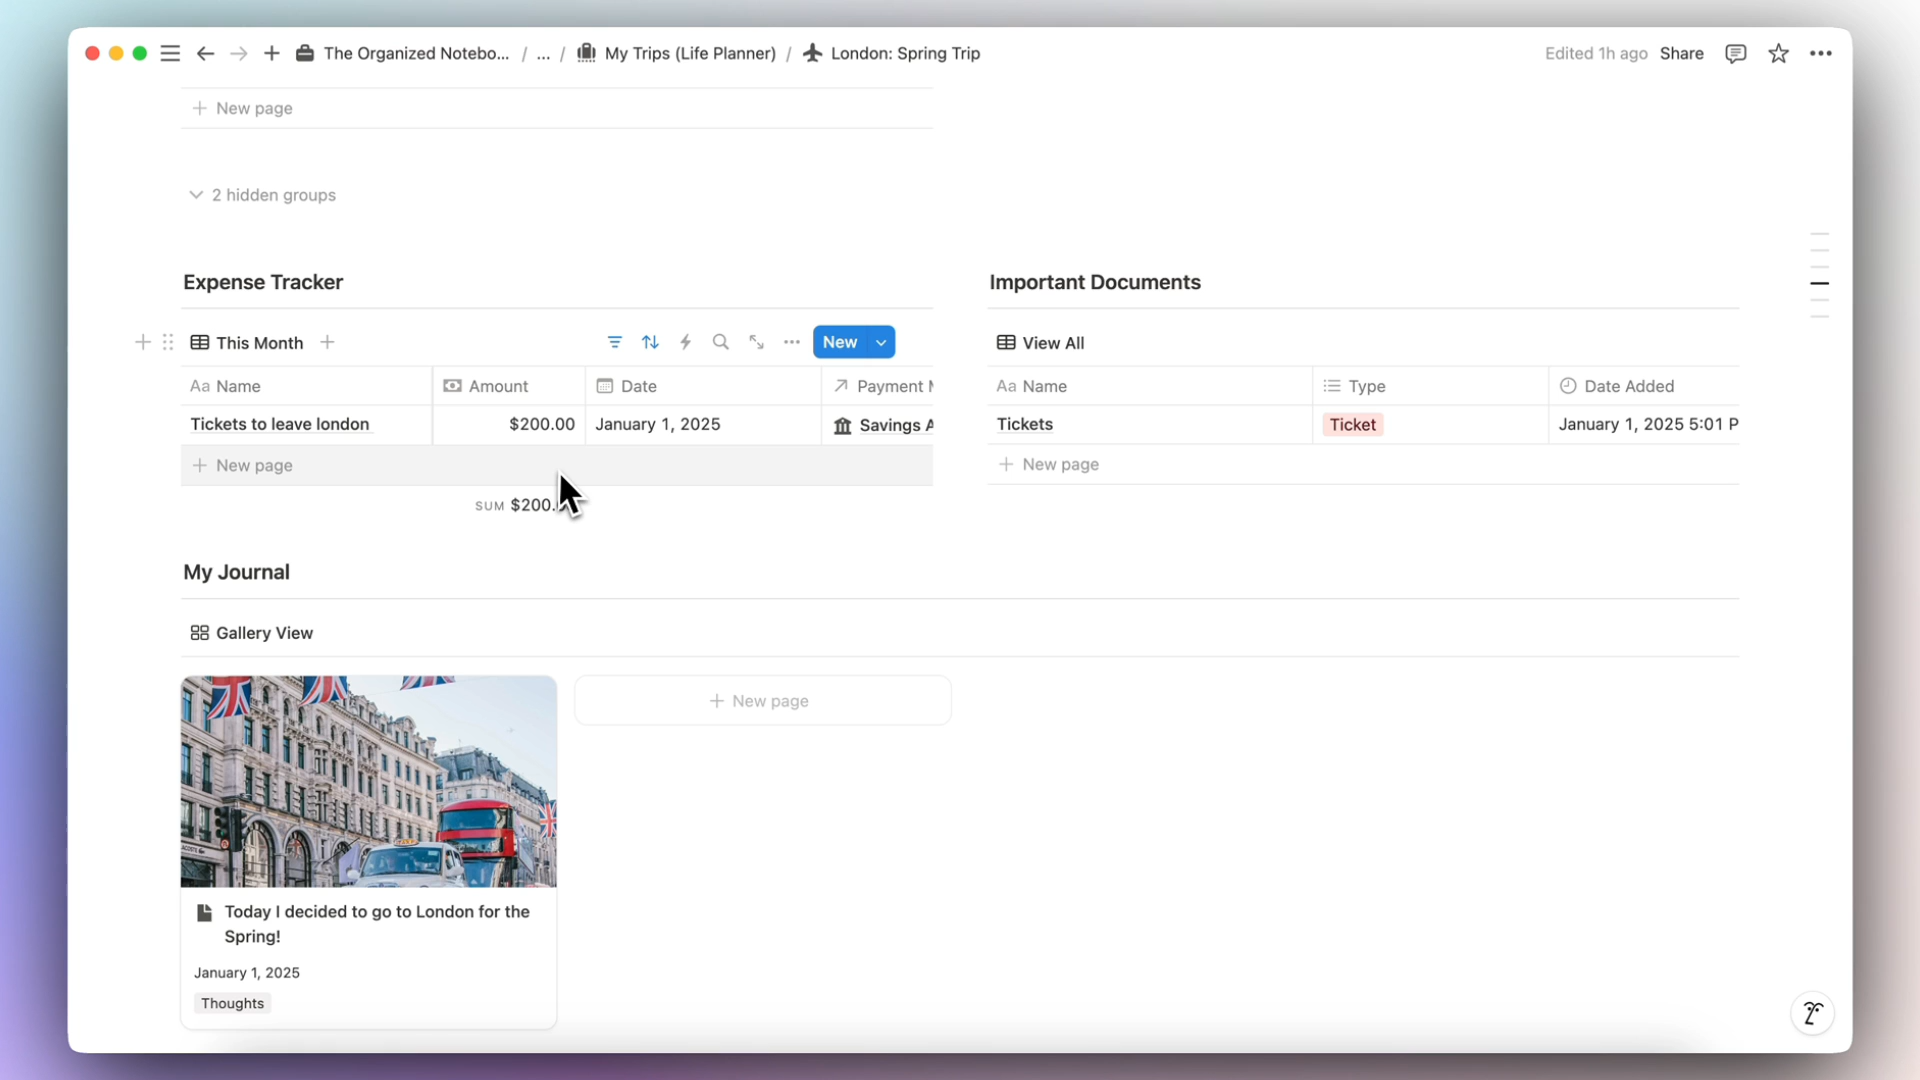 The Organized Notebo... / ... / My Trips (Life Planner) / London: Spring Trip
Edited 1h ago Share
New page
2 hidden groups
Expense Tracker
This Month
New
Aa Name Amount Date Payment
Tickets to leave london $200.00 January 1, 2025 Savings A
New page
SUM $200.
Important Documents
View All
Aa Name Type Date Added
Tickets Ticket January 1, 2025 5:01 P
New page
My Journal
Gallery View
New page
Today I decided to go to London for the
Spring!
January 1, 2025
Thoughts